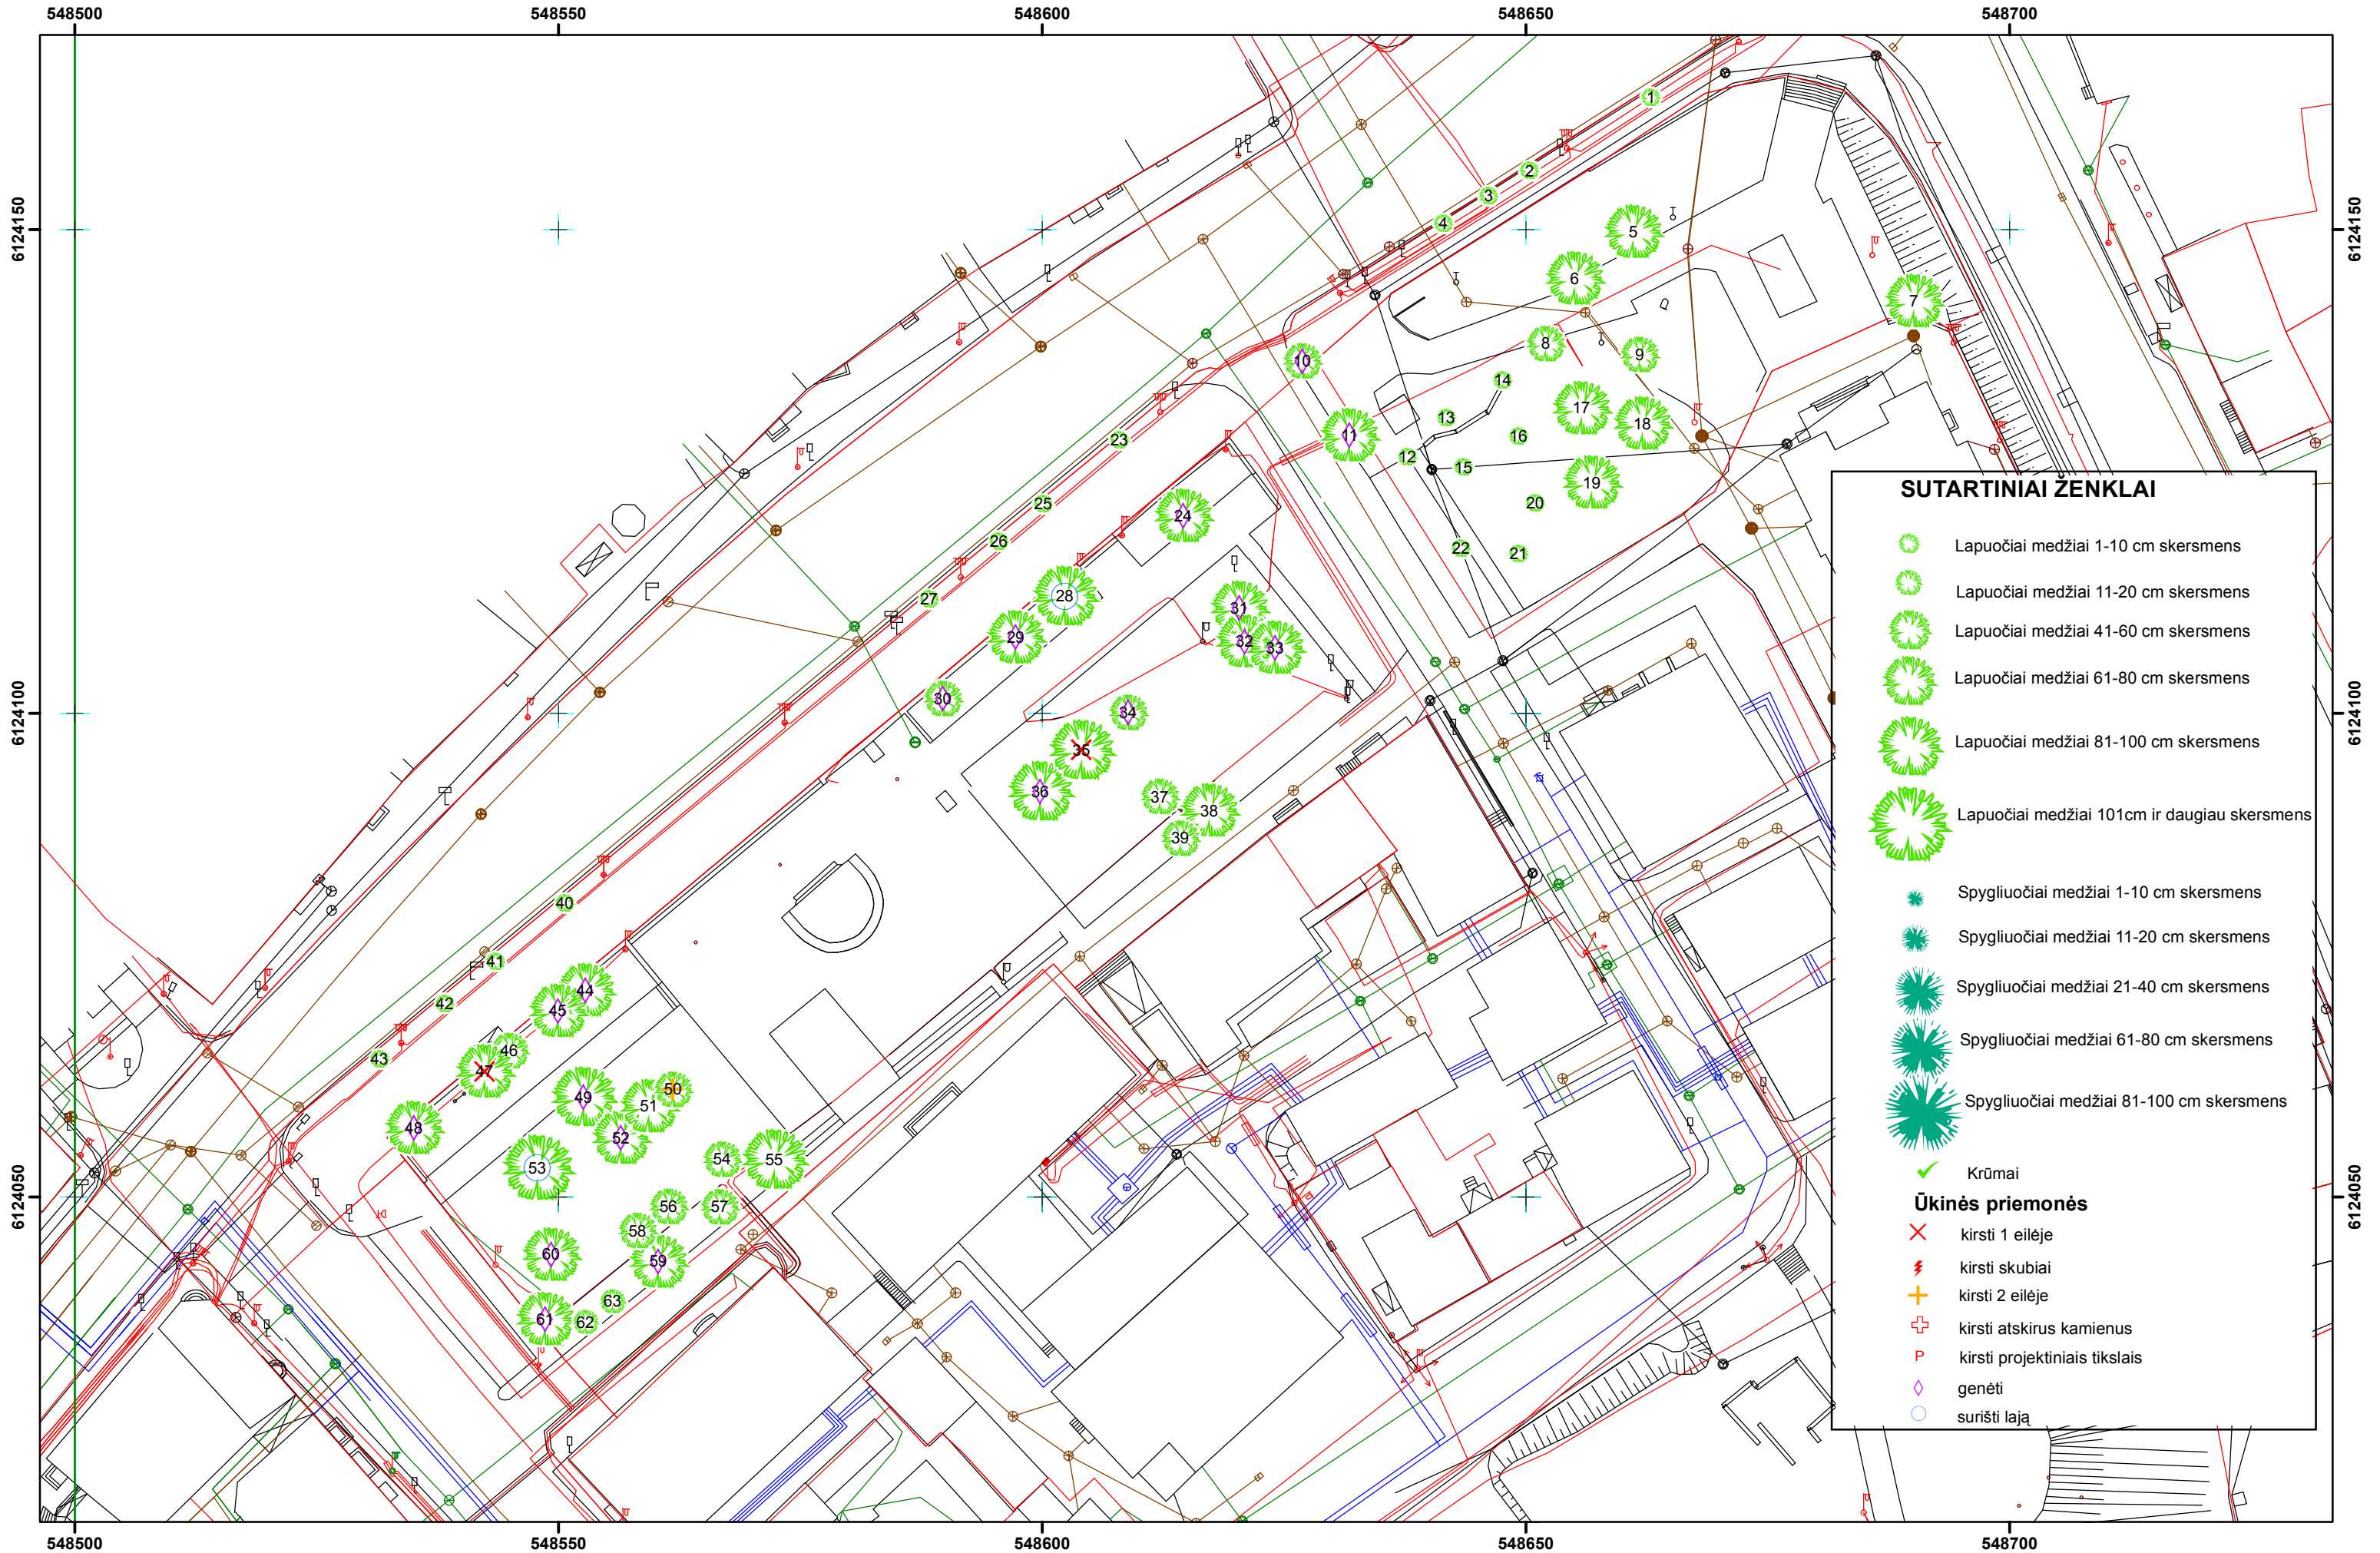 548500 548550 548600 548650 548700
6124150 6124150
6124100 6124100
6124050 6124050
1
2
3
4
5
6
7
8
9
10
11
12
13
14
15
16
17
18
19
20
21
22
23
24
25
26
27
28
29
30
31
32
33
34
35
36
37
38
39
40
41
42
43
44
45
46
47
48
49
50
51
52
53
54
55
56
57
58
59
60
61
62
63
SUTARTINIAI ŽENKLAI
Lapuočiai medžiai 1-10 cm skersmens
Lapuočiai medžiai 11-20 cm skersmens
Lapuočiai medžiai 41-60 cm skersmens
Lapuočiai medžiai 61-80 cm skersmens
Lapuočiai medžiai 81-100 cm skersmens
Lapuočiai medžiai 101cm ir daugiau skersmens
Spygliuočiai medžiai 1-10 cm skersmens
Spygliuočiai medžiai 11-20 cm skersmens
Spygliuočiai medžiai 21-40 cm skersmens
Spygliuočiai medžiai 61-80 cm skersmens
Spygliuočiai medžiai 81-100 cm skersmens
Krūmai
Ūkinės priemonės
kirsti 1 eilėje
kirsti skubiai
kirsti 2 eilėje
kirsti atskirus kamienus
P kirsti projektiniais tikslais
genėti
surišti lają
548500 548550 548600 548650 548700